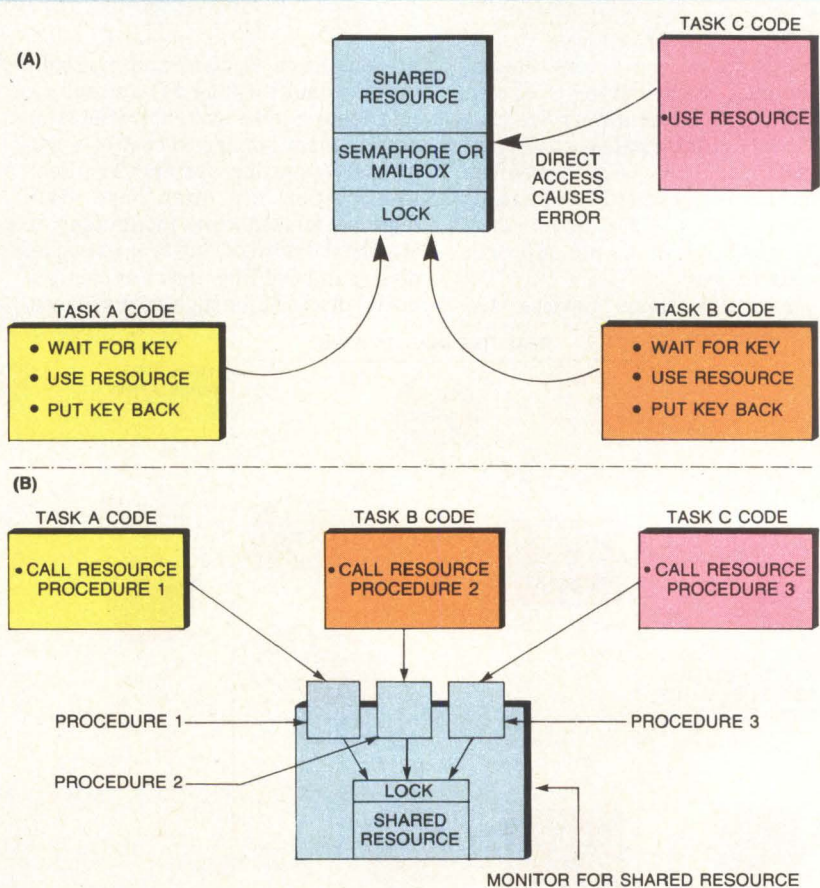 (A)
SHARED
RESOURCE
SEMAPHORE OR
MAILBOX
LOCK
TASK C CODE
•USE RESOURCE
DIRECT
ACCESS
CAUSES
ERROR
TASK A CODE
• WAIT FOR KEY
• USE RESOURCE
• PUT KEY BACK
TASK B CODE
• WAIT FOR KEY
• USE RESOURCE
• PUT KEY BACK
(B)
TASK A CODE
• CALL RESOURCE
PROCEDURE 1
TASK B CODE
• CALL RESOURCE
PROCEDURE 2
TASK C CODE
• CALL RESOURCE
PROCEDURE 3
PROCEDURE 1
PROCEDURE 3
PROCEDURE 2
LOCK
SHARED
RESOURCE
MONITOR FOR SHARED RESOURCE